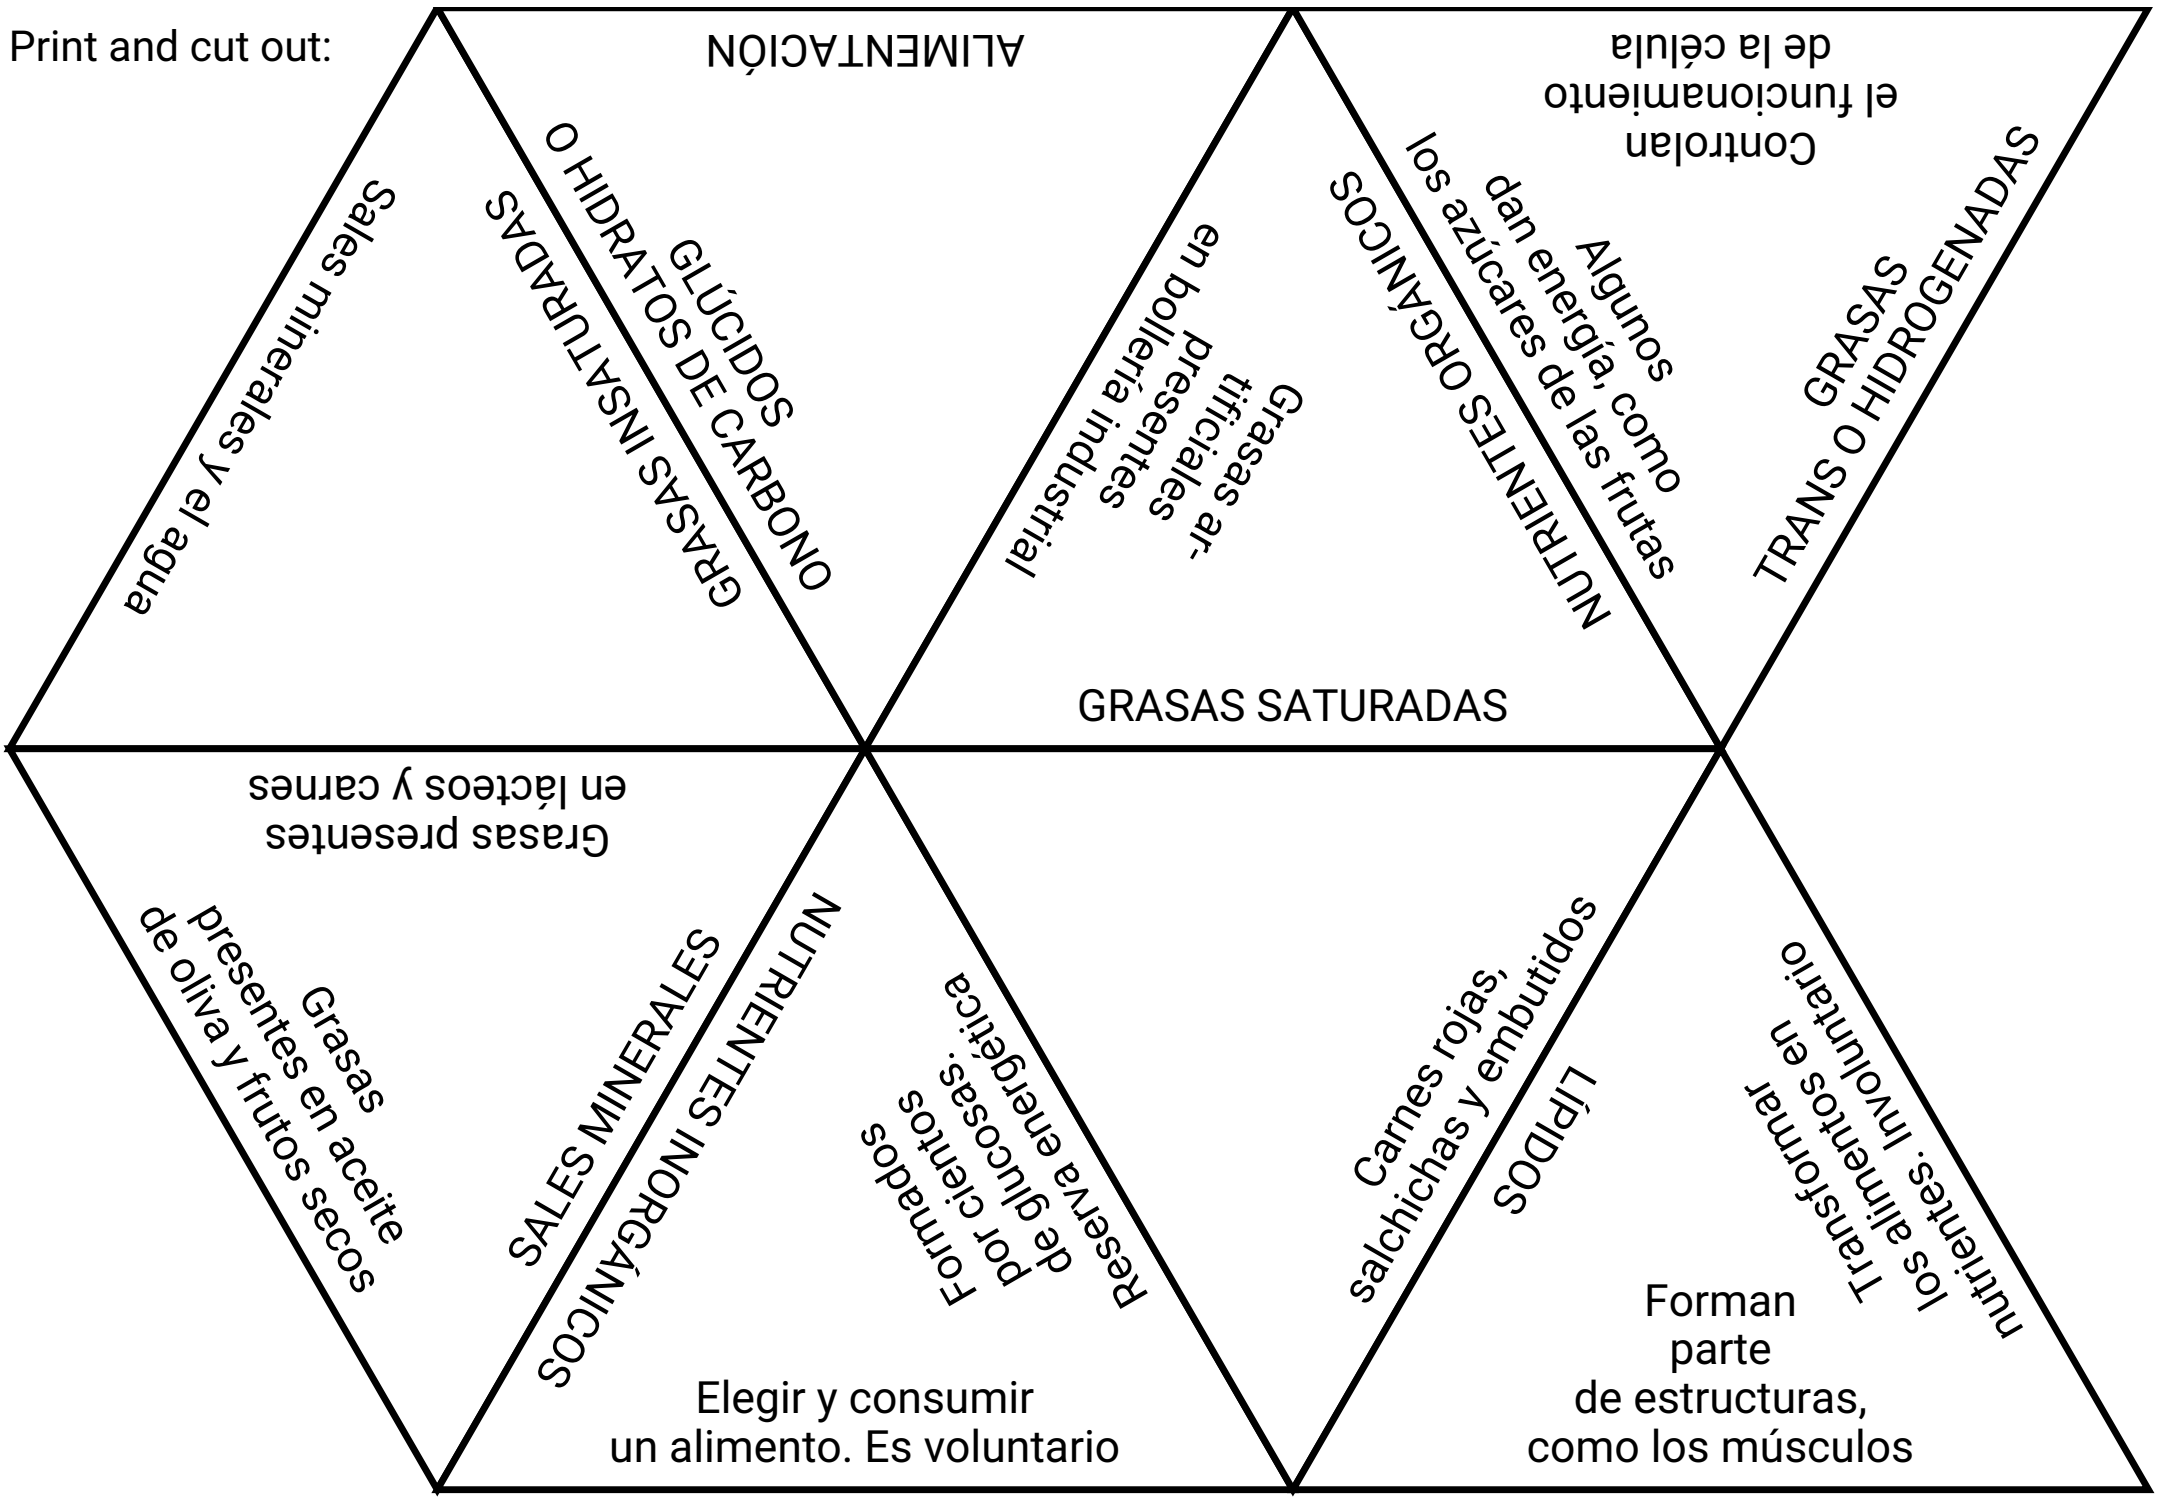 Print and cut out:
Sales minerales y el agua
GRASAS INSATURADAS
ALIMENTACIÓN
GLÚCIDOS
O HIDRATOS DE CARBONO
Grasas ar-
tificiales
presentes
en bollería industrial
NUTRIENTES ORGÁNICOS
GRASAS SATURADAS
Controlan
el funcionamiento
de la célula
Algunos
dan energía, como
los azúcares de las frutas
GRASAS
TRANS O HIDROGENADAS
Grasas presentes
en lácteos y carnes
Grasas
presentes en aceite
de oliva y frutos secos
SALES MINERALES
NUTRIENTES INORGÁNICOS
Formados
por cientos
de glucosas.
Reserva energética
Elegir y consumir
un alimento. Es voluntario
Carnes rojas,
salchichas y embutidos
LÍPIDOS
Transformar
los alimentos en
nutrientes. Involuntario
Forman
parte
de estructuras,
como los músculos